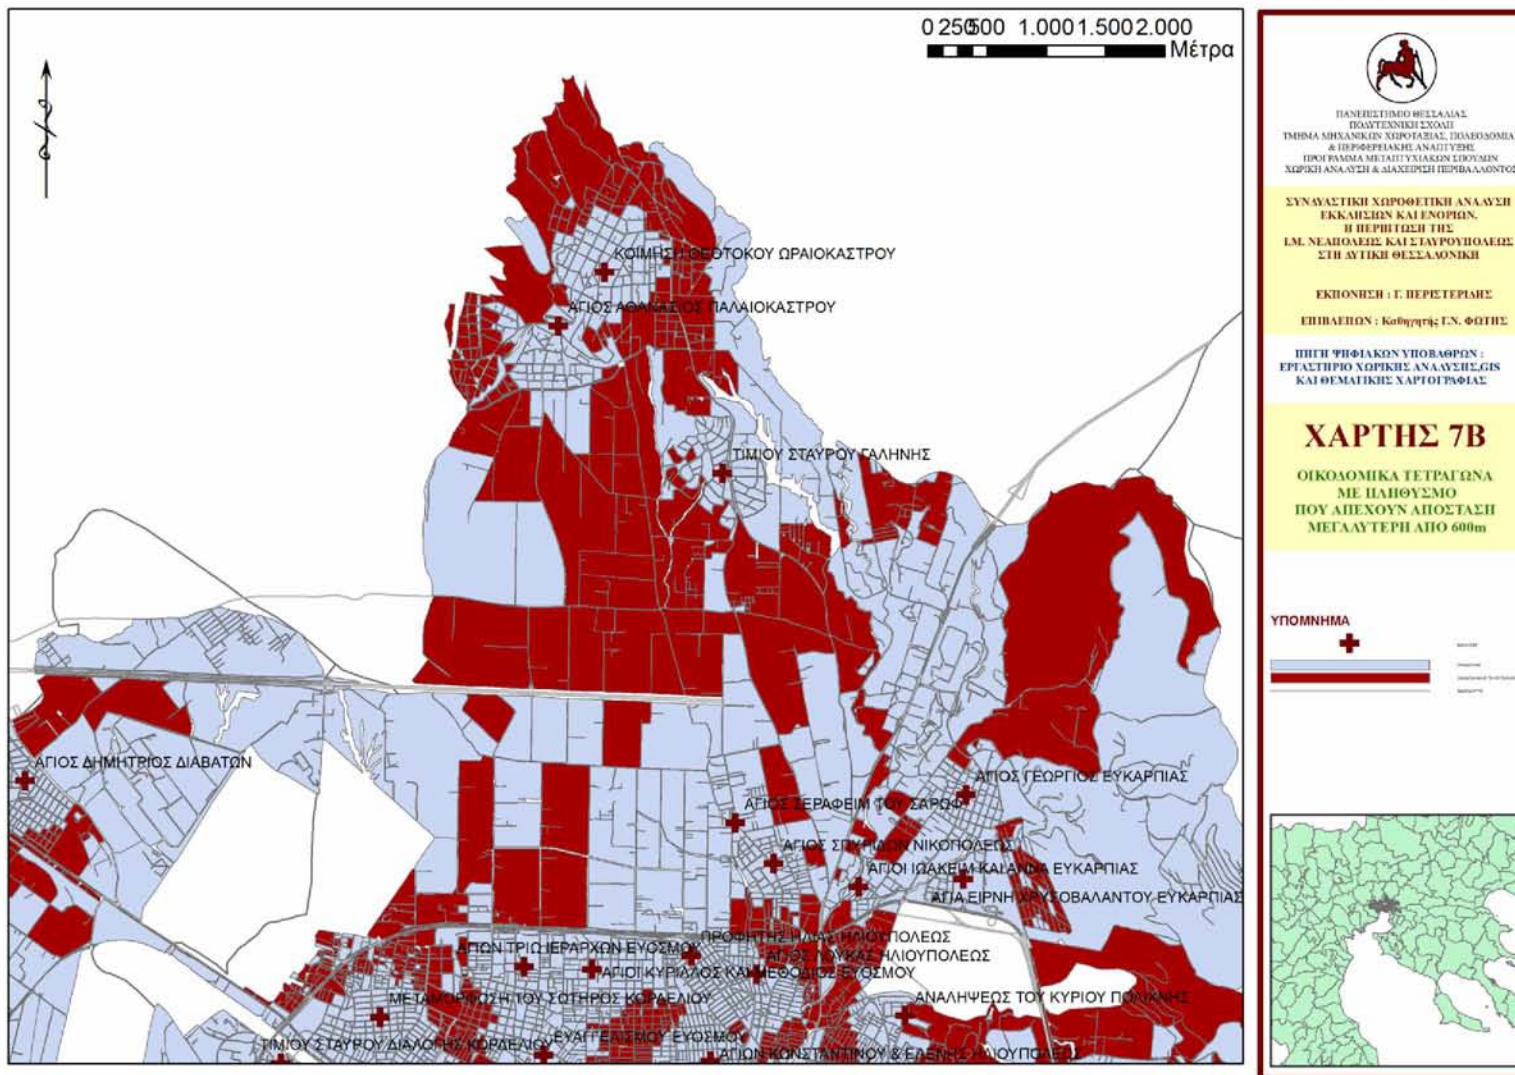 0 250500 1.000 1.500 2.000
Μέτρα
ΚΟΙΜΗΣΗ ΘΕΟΤΟΚΟΥ ΩΡΑΙΟΚΑΣΤΡΟΥ
ΑΓΙΟΣ ΑΘΑΝΑΣΙΟΣ ΠΑΛΑΙΟΚΑΣΤΡΟΥ
ΤΙΜΙΟΥ ΣΤΑΥΡΟΥ ΓΑΛΗΝΗΣ
ΑΓΙΟΣ ΔΗΜΗΤΡΙΟΣ ΔΙΑΒΑΤΩΝ
ΑΓΙΟΣ ΓΕΩΡΓΙΟΣ ΕΥΚΑΡΠΙΑΣ
ΑΓΙΟΣ ΣΕΡΑΦΕΙΜ ΤΟΥ ΣΑΡΩΦ
ΑΓΙΟΣ ΣΠΥΡΙΔΩΝ ΝΙΚΟΠΟΛΕΩΣ
ΑΓΙΟΙ ΙΩΑΚΕΙΜ ΚΑΙ ΑΝΝΑ ΕΥΚΑΡΠΙΑΣ
ΑΓΙΑ ΕΙΡΝΗ ΧΡΥΣΟΒΑΛΑΝΤΟΥ ΕΥΚΑΡΠΙΑΣ
ΠΡΟΦΗΤΗΣ ΗΛΙΑΣ ΗΛΙΟΥΠΟΛΕΩΣ
ΑΓΙΩΝ ΤΡΙΩ ΙΕΡΑΡΧΩΝ ΕΥΟΣΜΟΥ
ΑΓΙΟΣ ΛΟΥΚΑΣ ΗΛΙΟΥΠΟΛΕΩΣ
ΑΓΙΟΙ ΚΥΡΙΛΛΟΣ ΚΑΙ ΜΕΘΟΔΙΟΣ ΕΥΟΣΜΟΥ
ΜΕΤΑΜΟΡΦΩΣΗ ΤΟΥ ΣΩΤΗΡΟΣ ΚΟΡΔΕΛΙΟΥ
ΑΝΑΛΗΨΕΩΣ ΤΟΥ ΚΥΡΙΟΥ ΠΟΛΙΧΝΗΣ
ΕΥΑΓΓΕΛΙΣΜΟΥ ΕΥΟΣΜΟΥ
ΤΙΜΙΟΥ ΣΤΑΥΡΟΥ ΔΙΑΛΟΓΗΣ ΚΟΡΔΕΛΙΟΥ
ΑΓΙΩΝ ΚΩΝΣΤΑΝΤΙΝΟΥ & ΕΛΕΝΗΣ ΗΛΙΟΥΠΟΛΕΩΣ
ΠΑΝΕΠΙΣΤΗΜΙΟ ΘΕΣΣΑΛΙΑΣ
ΠΟΛΥΤΕΧΝΙΚΗ ΣΧΟΛΗ
ΤΜΗΜΑ ΜΗΧΑΝΙΚΩΝ ΧΩΡΟΤΑΞΙΑΣ, ΠΟΛΕΟΔΟΜΙΑ
& ΠΕΡΙΦΕΡΕΙΑΚΗΣ ΑΝΑΠΤΥΞΗΣ
ΠΡΟΓΡΑΜΜΑ ΜΕΤΑΠΤΥΧΙΑΚΩΝ ΣΠΟΥΔΩΝ
ΧΩΡΙΚΗ ΑΝΑΛΥΣΗ & ΔΙΑΧΕΙΡΙΣΗ ΠΕΡΙΒΑΛΛΟΝΤΟΣ
ΣΥΝΔΥΑΣΤΙΚΗ ΧΩΡΟΘΕΤΙΚΗ ΑΝΑΛΥΣΗ
ΕΚΚΛΗΣΙΩΝ ΚΑΙ ΕΝΟΡΙΩΝ.
Η ΠΕΡΙΠΤΩΣΗ ΤΗΣ
Ι.Μ. ΝΕΑΠΟΛΕΩΣ ΚΑΙ ΣΤΑΥΡΟΥΠΟΛΕΩΣ
ΣΤΗ ΔΥΤΙΚΗ ΘΕΣΣΑΛΟΝΙΚΗ
ΕΚΠΟΝΗΣΗ : Γ. ΠΕΡΙΣΤΕΡΙΔΗΣ
ΕΠΙΒΛΕΠΩΝ : Καθηγητής Γ.Ν. ΦΩΤΗΣ
ΠΗΓΗ ΨΗΦΙΑΚΩΝ ΥΠΟΒΑΘΡΩΝ :
ΕΡΓΑΣΤΗΡΙΟ ΧΩΡΙΚΗΣ ΑΝΑΛΥΣΗΣ,GIS
ΚΑΙ ΘΕΜΑΤΙΚΗΣ ΧΑΡΤΟΓΡΑΦΙΑΣ
ΧΑΡΤΗΣ 7Β
ΟΙΚΟΔΟΜΙΚΑ ΤΕΤΡΑΓΩΝΑ
ΜΕ ΠΛΗΘΥΣΜΟ
ΠΟΥ ΑΠΕΧΟΥΝ ΑΠΟΣΤΑΣΗ
ΜΕΓΑΛΥΤΕΡΗ ΑΠΟ 600m
ΥΠΟΜΝΗΜΑ